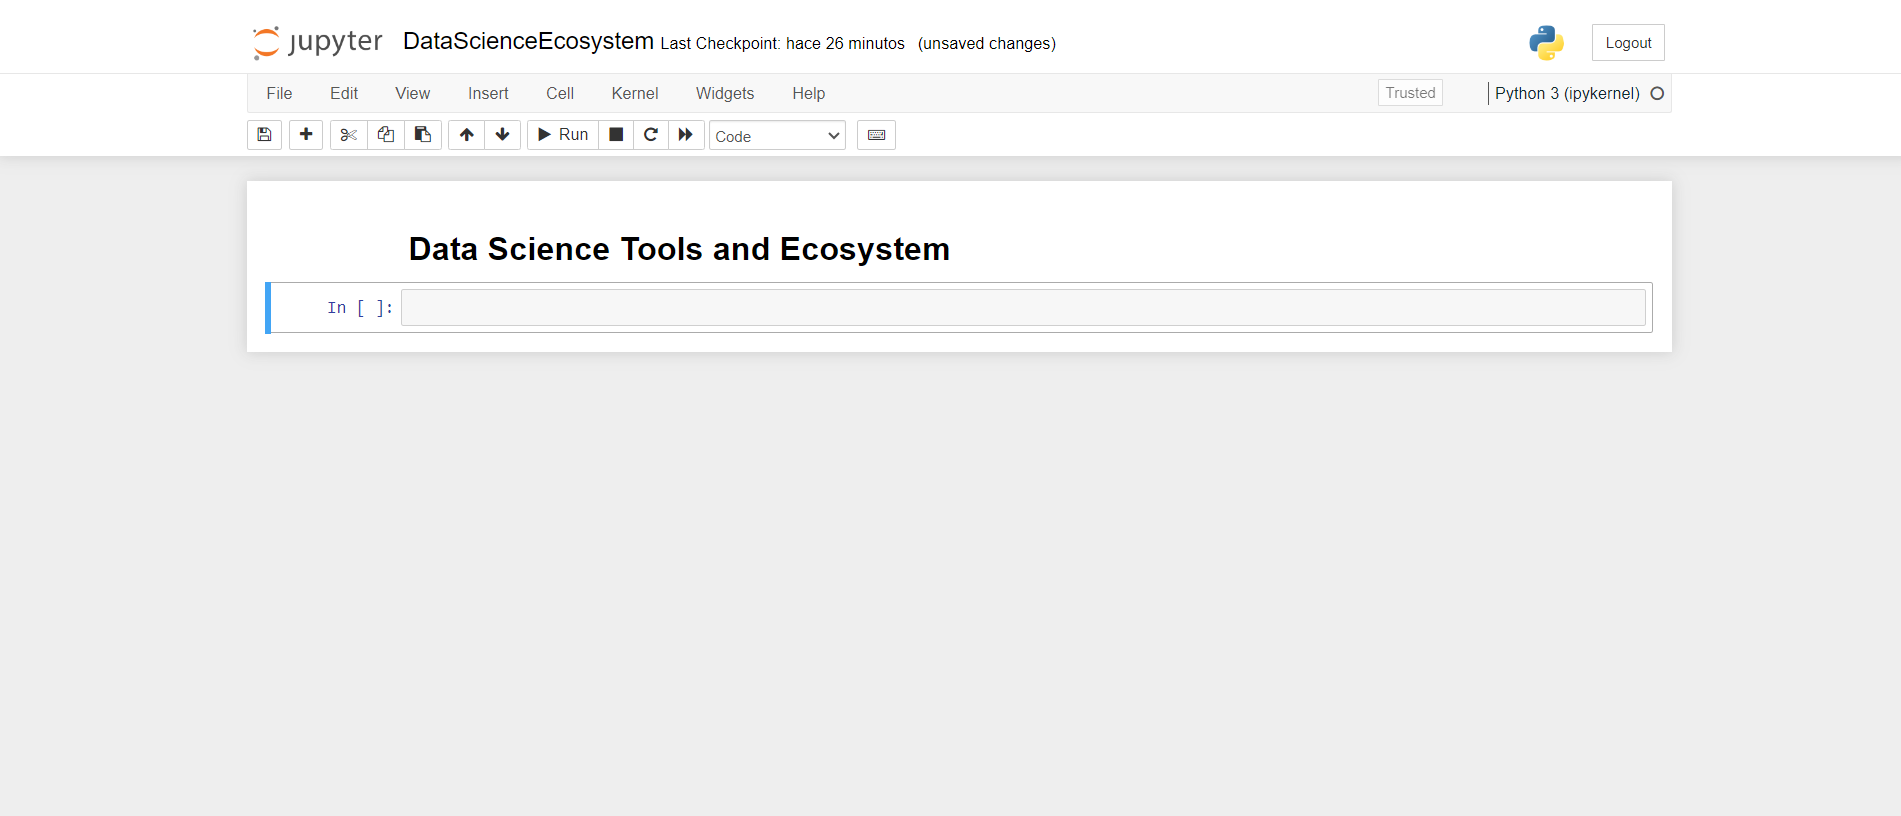 jupyter DataScienceEcosystem Last Checkpoint: hace 26 minutos (unsaved changes) Logout
File Edit View Insert Cell Kernel Widgets Help Trusted Python 3 (ipykernel)
Run Code
Data Science Tools and Ecosystem
In [ ]: